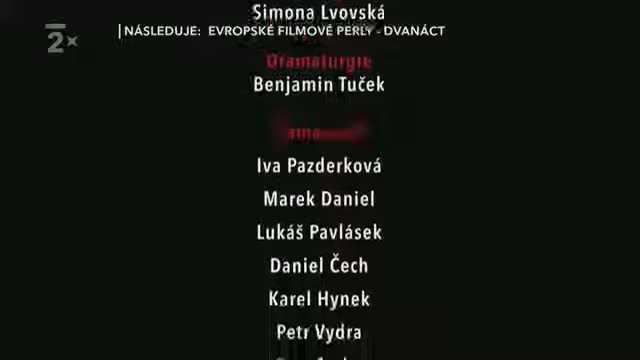 Simona Lvovská
2x
NÁSLEDUJE: EVROPSKÉ FILMOVÉ PERLY - DVANÁCT
Dramaturgie
Benjamin Tuček
Iva Pazderková
Marek Daniel
Lukáš Pavlásek
Daniel Čech
Karel Hynek
Petr Vydra